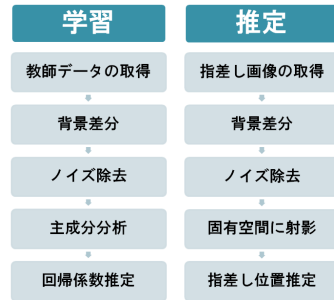 学習
教師データの取得
背景差分
ノイズ除去
主成分分析
回帰係数推定
推定
指差し画像の取得
背景差分
ノイズ除去
固有空間に射影
指差し位置推定